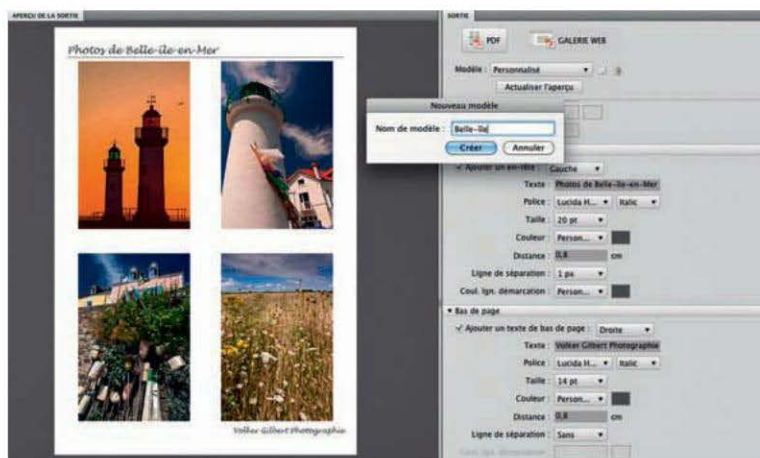 APERÇU DE LA SORTIE
Photos de Belle-île-en-Mer
Volker Gilbert Photographie
SORTIE
PDF
GALERIE WEB
Modèle : Personnalisé
Actualiser l'aperçu
Nouveau modèle
Nom de modèle : Belle-île
Créer Annuler
Ajouter un en-tête : Gauche
Texte : Photos de Belle-île-en-Mer
Police : Lucida H... Italic
Taille : 20 pt
Couleur : Person...
Distance : 0,8 cm
Ligne de séparation : 1 px
Coul. lgn. démarcation : Person...
Bas de page
Ajouter un texte de bas de page : Droite
Texte : Volker Gilbert Photographie
Police : Lucida H... Italic
Taille : 14 pt
Couleur : Person...
Distance : 0,8 cm
Ligne de séparation : Sans
Coul. lgn. démarcation